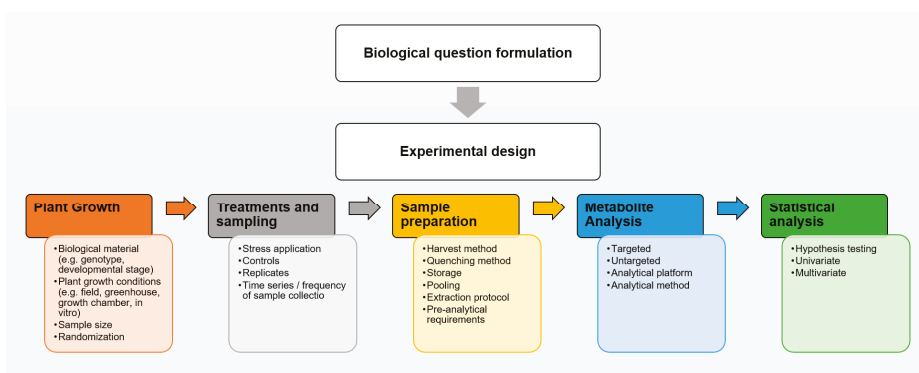 Biological question formulation
Experimental design
Plant Growth
Treatments and
sampling
Sample
preparation
Metabolite
Analysis
Statistical
analysis
•Biological material
(e.g. genotype,
developmental stage)
•Plant growth conditions
(e.g. field, greenhouse,
growth chamber, in
vitro)
•Sample size
•Randomization
•Stress application
•Controls
•Replicates
•Time series / frequency
of sample collectio
•Harvest method
•Quenching method
•Storage
•Pooling
•Extraction protocol
•Pre-analytical
requirements
•Targeted
•Untargeted
•Analytical platform
•Analytical method
•Hypothesis testing
•Univariate
•Multivariate